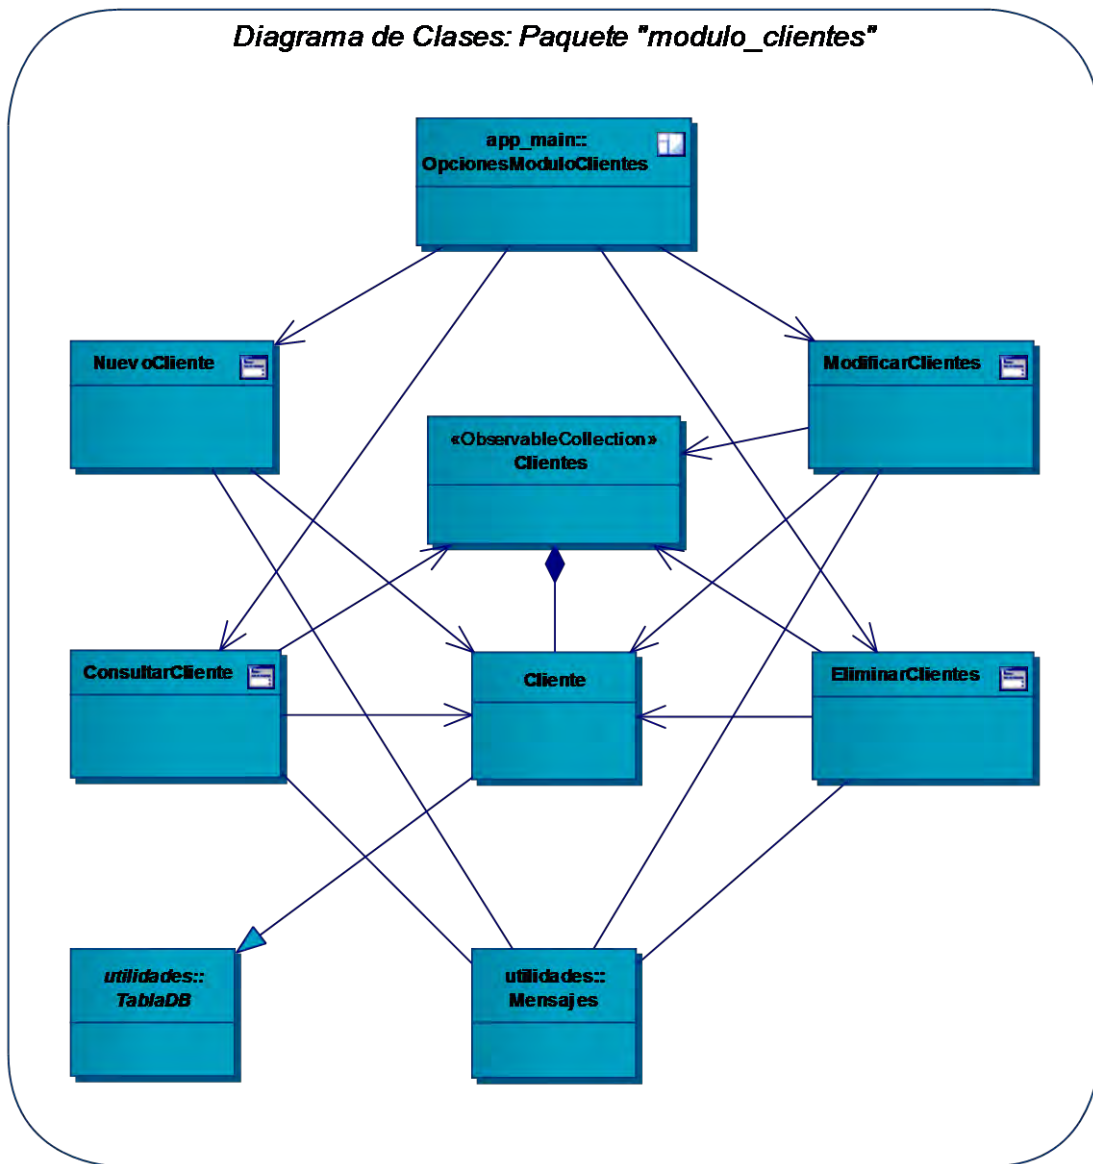 Diagrama de Clases: Paquete "modulo_clientes"
app_main::
OpcionesModuloClientes
NuevoCliente
ModificarClientes
«ObservableCollection»
Clientes
ConsultarCliente
Cliente
EliminarClientes
utilidades::
TablaDB
utilidades::
Mensajes